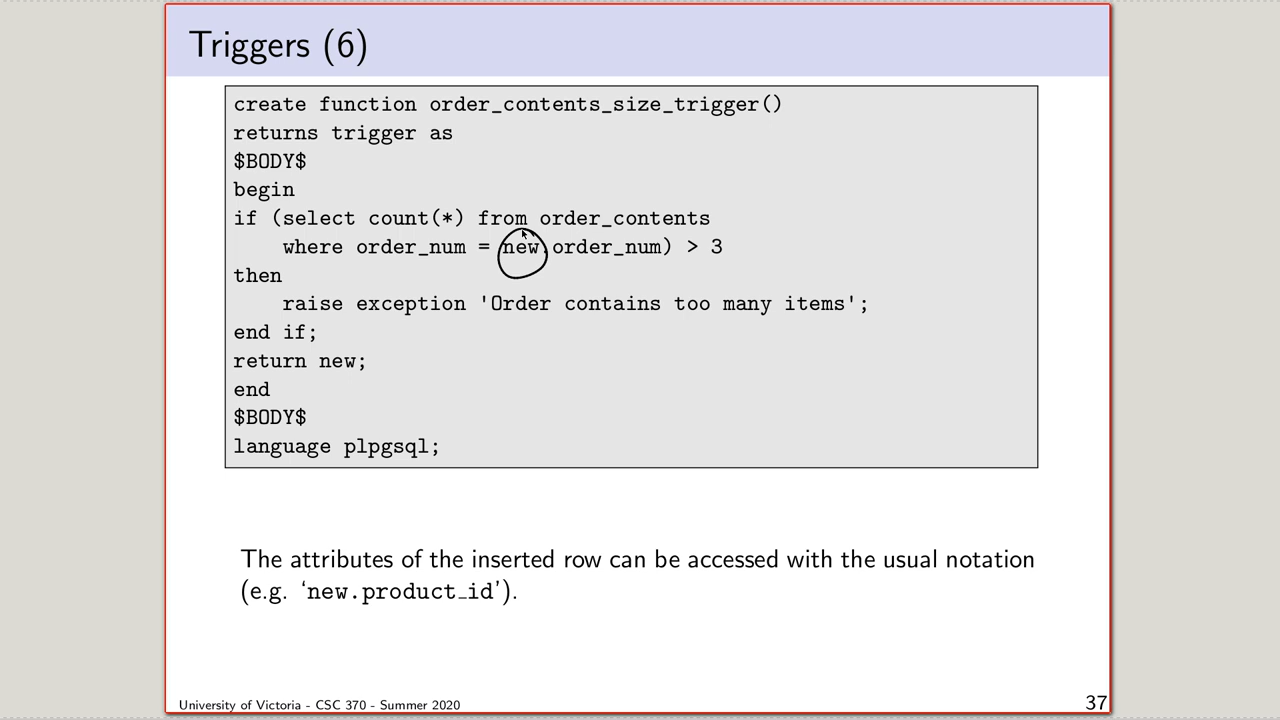 Triggers (6)
create function order_contents_size_trigger()
returns trigger as
$BODY$
begin
if (select count(*) from order_contents
    where order_num = new.order_num) > 3
then
    raise exception 'Order contains too many items';
end if;
return new;
end
$BODY$
language plpgsql;
The attributes of the inserted row can be accessed with the usual notation
(e.g. ‘new.product_id’).
University of Victoria - CSC 370 - Summer 2020
37